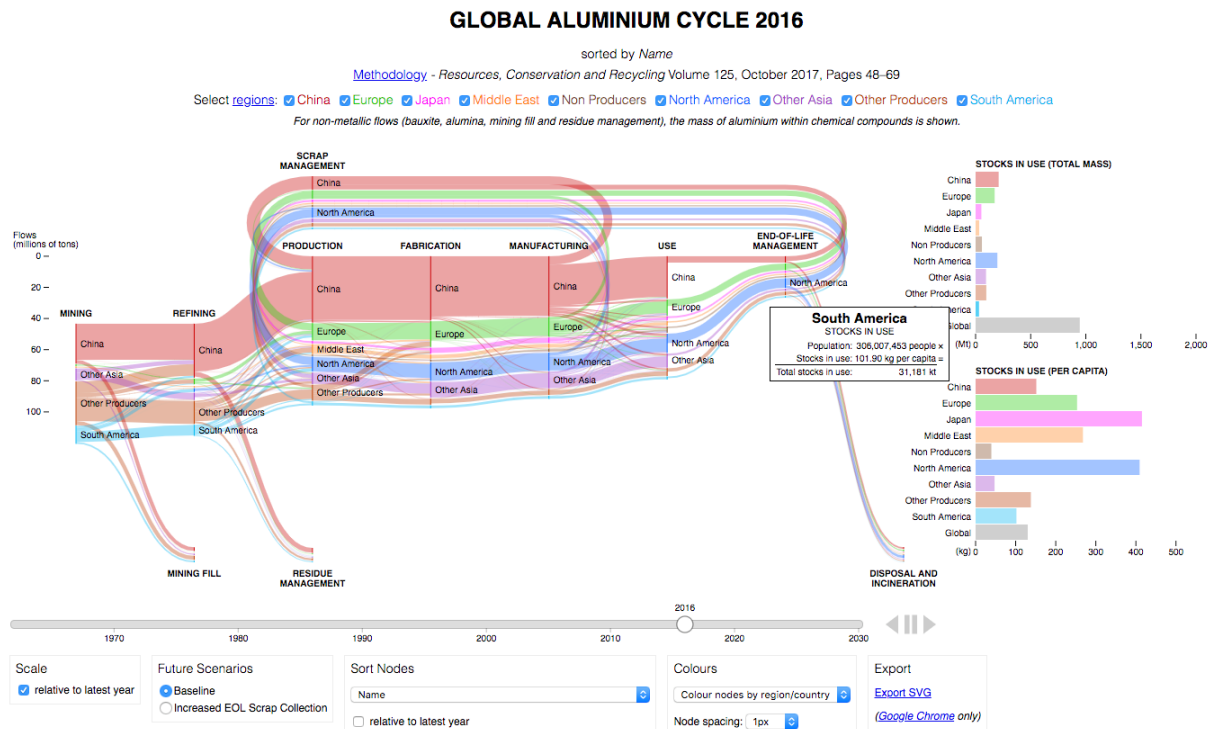 GLOBAL ALUMINIUM CYCLE 2016
sorted by Name
Methodology - Resources, Conservation and Recycling Volume 125, October 2017, Pages 48–69
Select regions: China Europe Japan Middle East Non Producers North America Other Asia Other Producers South America
For non-metallic flows (bauxite, alumina, mining fill and residue management), the mass of aluminium within chemical compounds is shown.
SCRAP
MANAGEMENT
China
North America
Flows
(millions of tons)
0
20
40
60
80
100
MINING
China
Other Asia
Other Producers
South America
REFINING
China
Other Producers
South America
PRODUCTION
China
Europe
Middle East
North America
Other Asia
Other Producers
FABRICATION
China
Europe
North America
Other Asia
MANUFACTURING
China
Europe
North America
Other Asia
USE
China
Europe
North America
Other Asia
END-OF-LIFE
MANAGEMENT
North America
MINING FILL
RESIDUE
MANAGEMENT
DISPOSAL AND
INCINERATION
South America
STOCKS IN USE
Population: 306,007,453 people ×
Stocks in use: 101.90 kg per capita =
Total stocks in use: 31,181 kt
STOCKS IN USE (TOTAL MASS)
China
Europe
Japan
Middle East
Non Producers
North America
Other Asia
Other Producers
erica
lobal
(Mt) 0 500 1,000 1,500 2,000
STOCKS IN USE (PER CAPITA)
China
Europe
Japan
Middle East
Non Producers
North America
Other Asia
Other Producers
South America
Global
(kg) 0 100 200 300 400 500
2016
1970 1980 1990 2000 2010 2020 2030
Scale
relative to latest year
Future Scenarios
Baseline
Increased EOL Scrap Collection
Sort Nodes
Name
relative to latest year
Colours
Colour nodes by region/country
Node spacing: 1px
Export
Export SVG
(Google Chrome only)